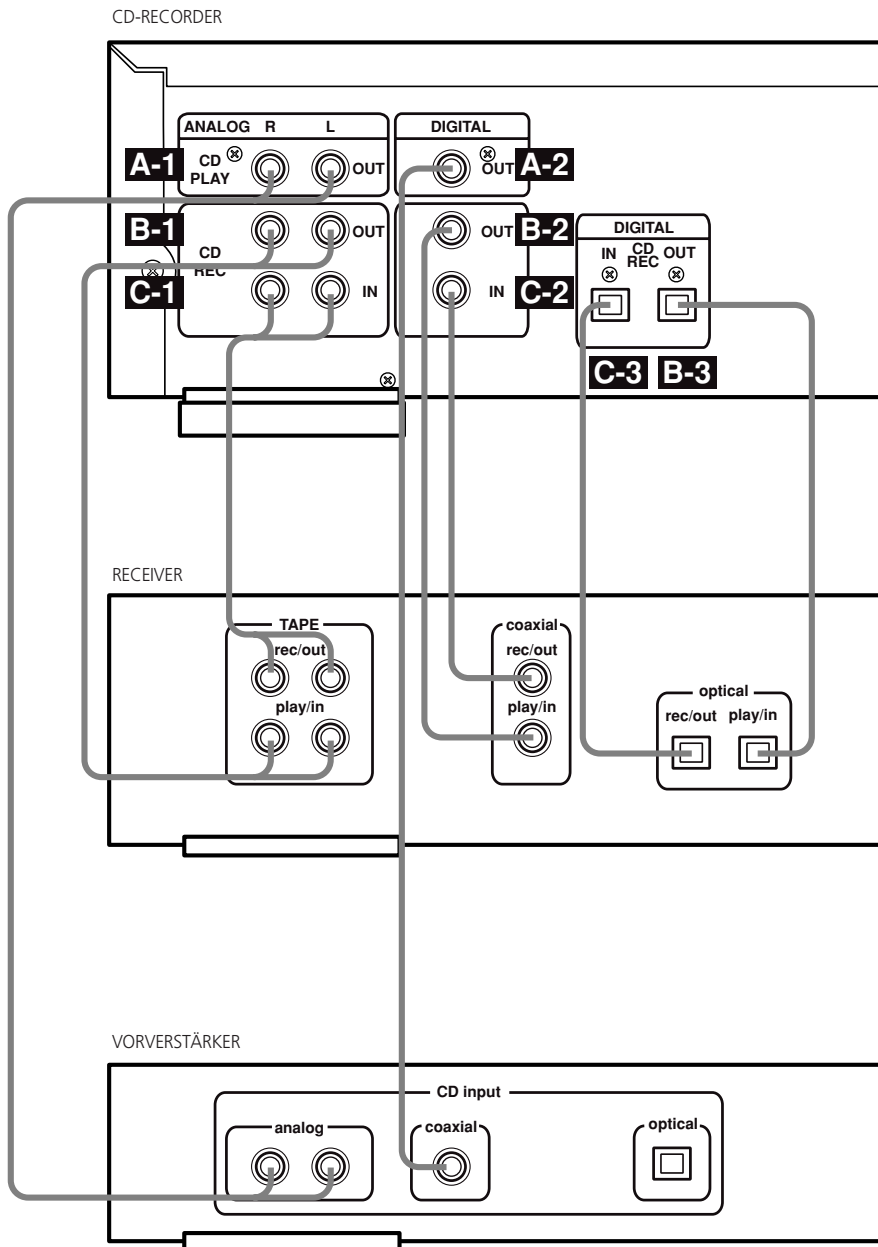 CD-RECORDER
ANALOG R L
DIGITAL
A-1
CD PLAY
OUT
OUT
A-2
B-1
CD REC
OUT
OUT
B-2
C-1
IN
IN
C-2
DIGITAL
IN CD REC OUT
C-3 B-3
RECEIVER
TAPE
rec/out
play/in
coaxial
rec/out
play/in
optical
rec/out play/in
VORVERSTÄRKER
CD input
analog
coaxial
optical